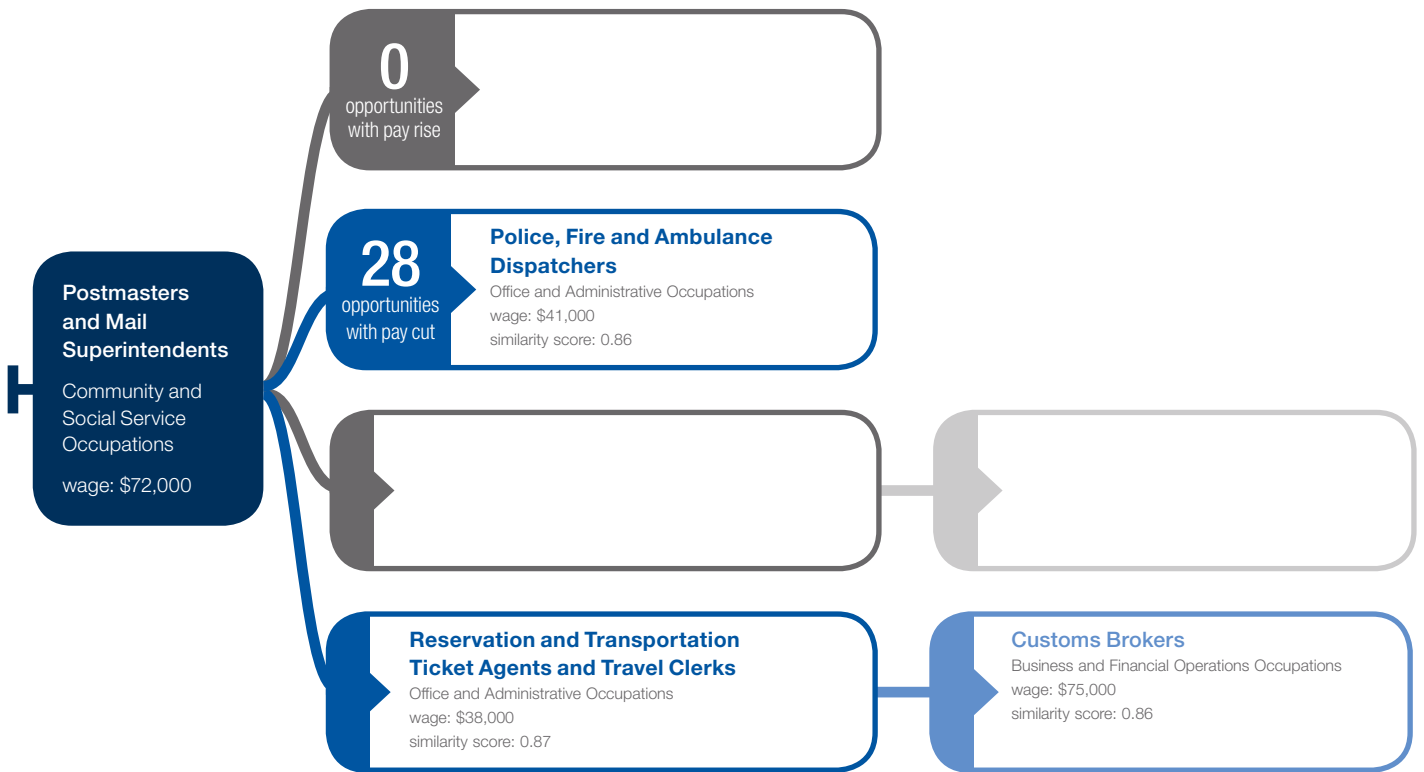 Postmasters
and Mail
Superintendents
Community and
Social Service
Occupations
wage: $72,000
0
opportunities
with pay rise
28
opportunities
with pay cut
Police, Fire and Ambulance
Dispatchers
Office and Administrative Occupations
wage: $41,000
similarity score: 0.86
Reservation and Transportation
Ticket Agents and Travel Clerks
Office and Administrative Occupations
wage: $38,000
similarity score: 0.87
Customs Brokers
Business and Financial Operations Occupations
wage: $75,000
similarity score: 0.86